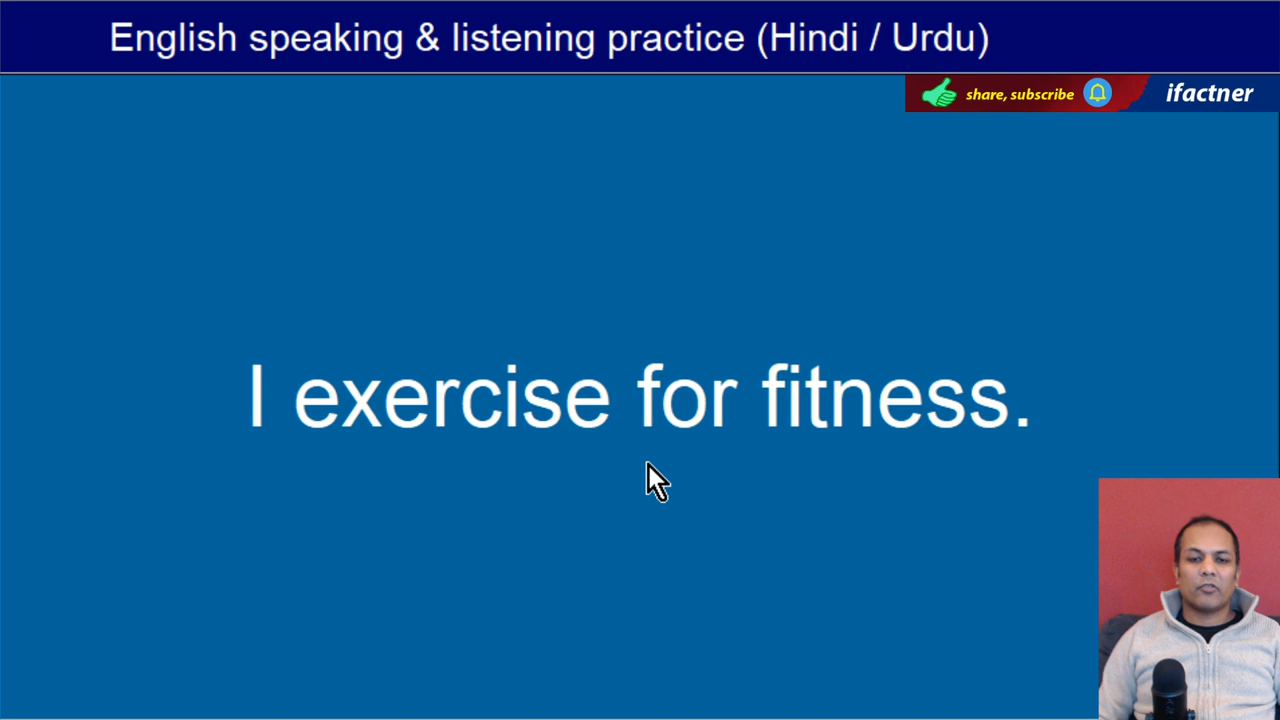 English speaking & listening practice (Hindi / Urdu)
share, subscribe
ifactner
I exercise for fitness.